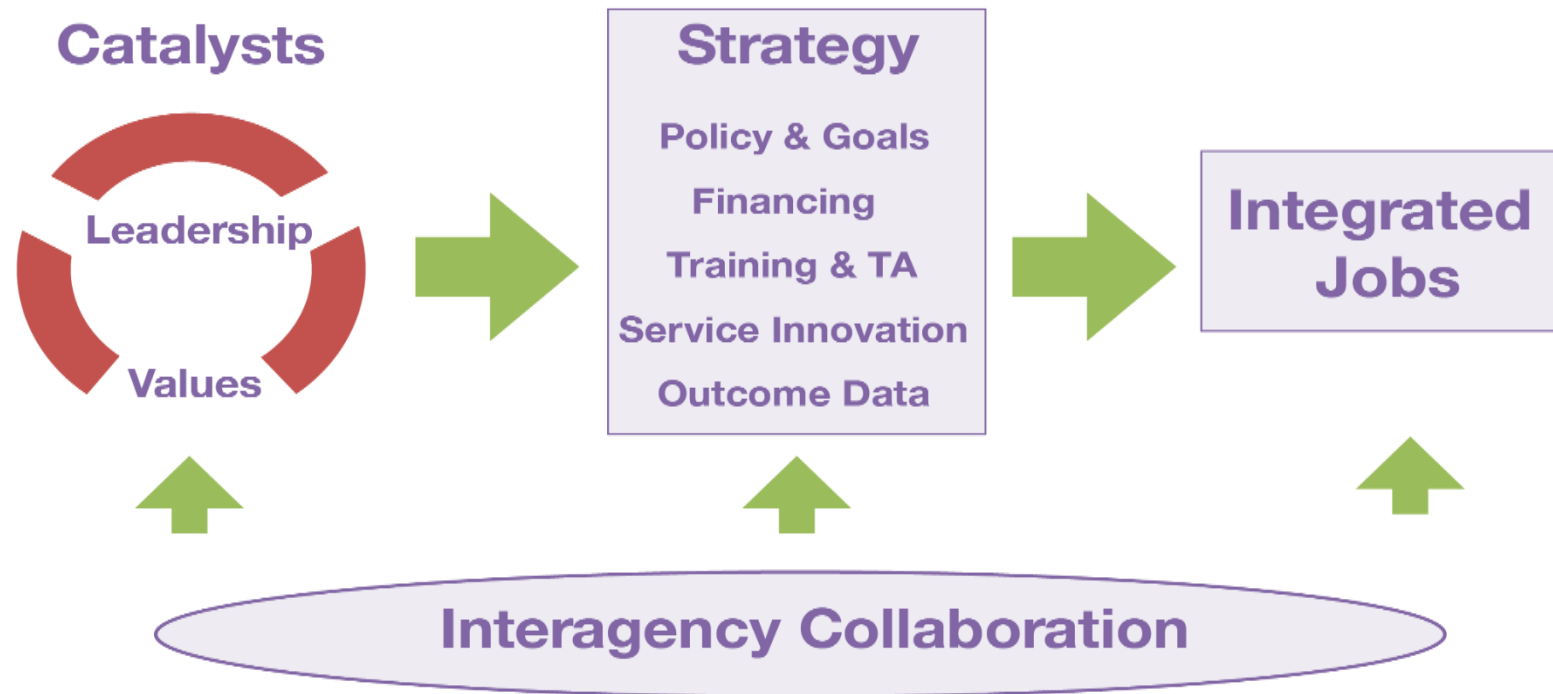 Catalysts
Leadership
Values
Strategy
Policy & Goals
Financing
Training & TA
Service Innovation
Outcome Data
Integrated
Jobs
Interagency Collaboration